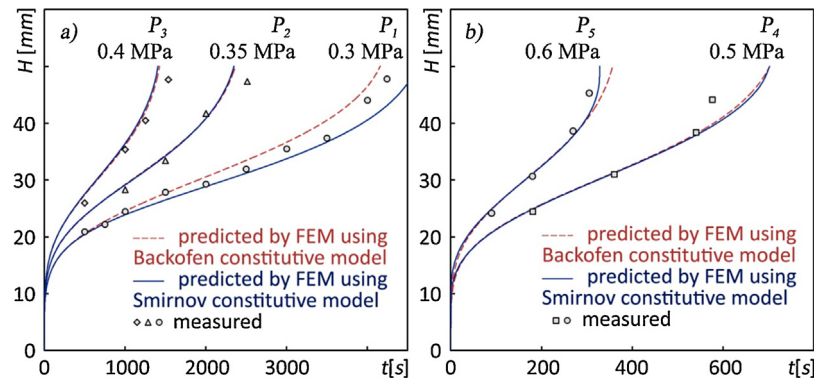 a) P3 P2 P1
0.4 MPa 0.35 MPa 0.3 MPa
H [mm]
40
30
20
10
0
0 1000 2000 3000 t[s]
predicted by FEM using
Backofen constitutive model
predicted by FEM using
Smirnov constitutive model
measured
b) P5 P4
0.6 MPa 0.5 MPa
H [mm]
40
30
20
10
0
0 200 400 600 t[s]
predicted by FEM using
Backofen constitutive model
predicted by FEM using
Smirnov constitutive model
measured